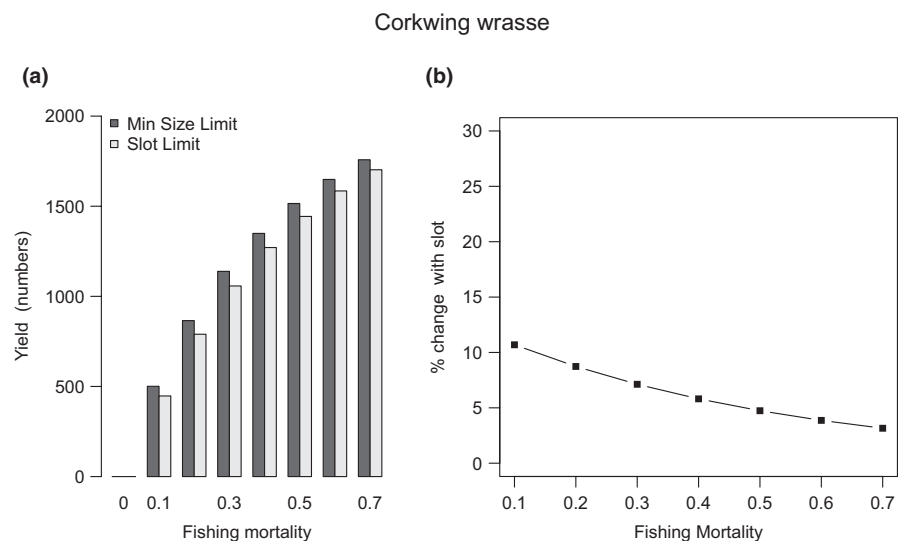 Corkwing wrasse
(a)
2000
1500
1000
500
0
Yield (numbers)
Min Size Limit
Slot Limit
0 0.1 0.3 0.5 0.7
Fishing mortality
(b)
30
25
20
15
10
5
0
% change with slot
0.1 0.2 0.3 0.4 0.5 0.6 0.7
Fishing Mortality